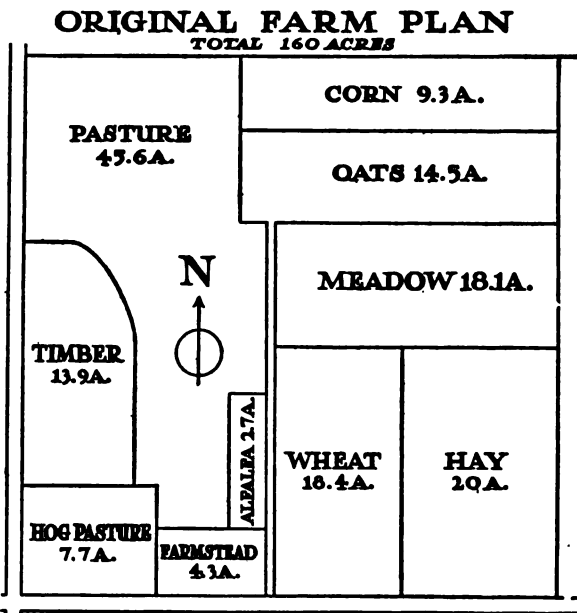 ORIGINAL FARM PLAN
TOTAL 160 ACRES
CORN 9.3A.
PASTURE
45.6A.
OATS 14.5A.
N
MEADOW 18.1A.
TIMBER
13.9A.
ALFALFA 2.7A.
WHEAT
18.4A.
HAY
20A.
HOG PASTURE
7.7A.
FARMSTEAD
4.3A.